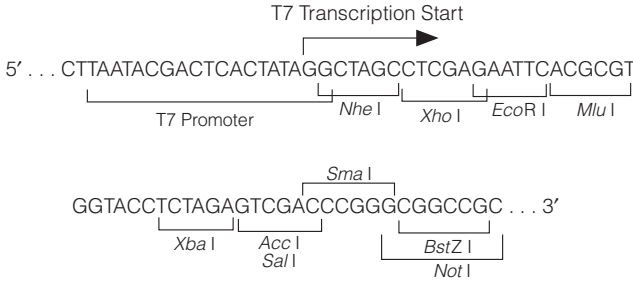 T7 Transcription Start
5′ . . . CTTAATACGACTCACTATAGGCTAGCCTCGAGAATTCACGCGT
T7 Promoter
Nhe I
Xho I
EcoR I
Mlu I
Sma I
GGTACCTCTAGAGTCGACCCGGGCGGCCGC . . . 3′
Xba I
Acc I
Sal I
BstZ I
Not I